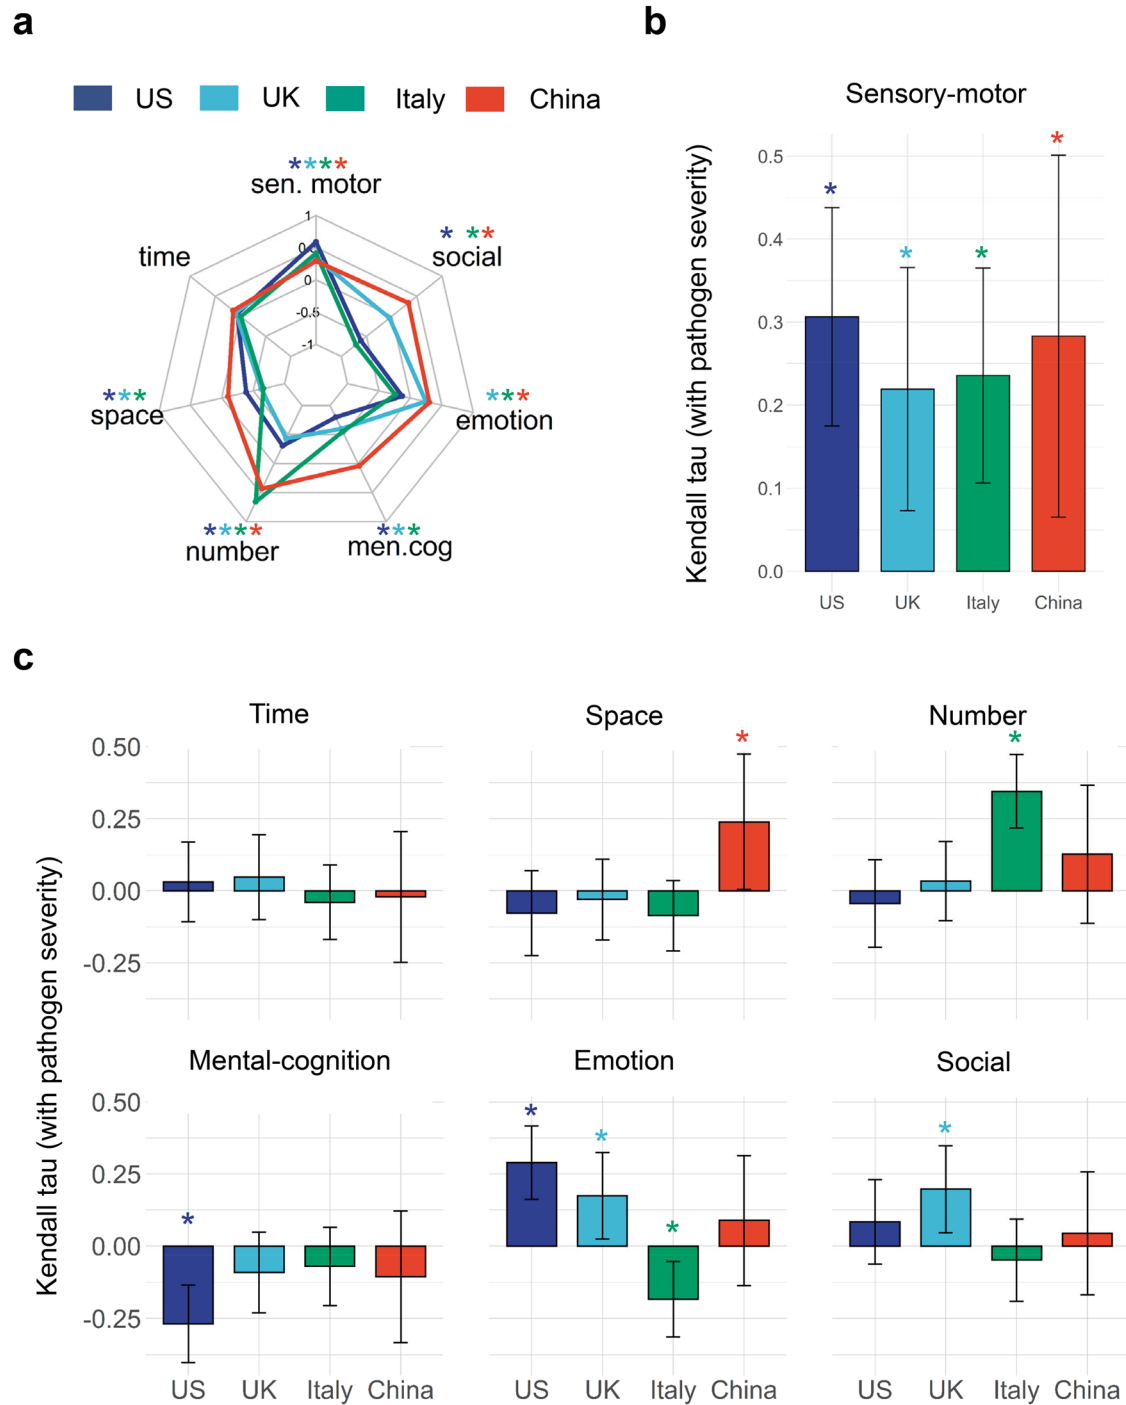 a
US UK Italy China
****
sen. motor
* **
social
time
1
0.
0
-0.5
-1
***
space
***
emotion
****
number
***
men.cog
b
Sensory-motor
Kendall tau (with pathogen severity)
0.5
0.4
0.3
0.2
0.1
0.0
* * * *
US UK Italy China
c
Kendall tau (with pathogen severity)
Time Space Number
* *
0.50
0.25
0.00
-0.25
Mental-cognition Emotion Social
* * * * *
0.50
0.25
0.00
-0.25
US UK Italy China US UK Italy China US UK Italy China